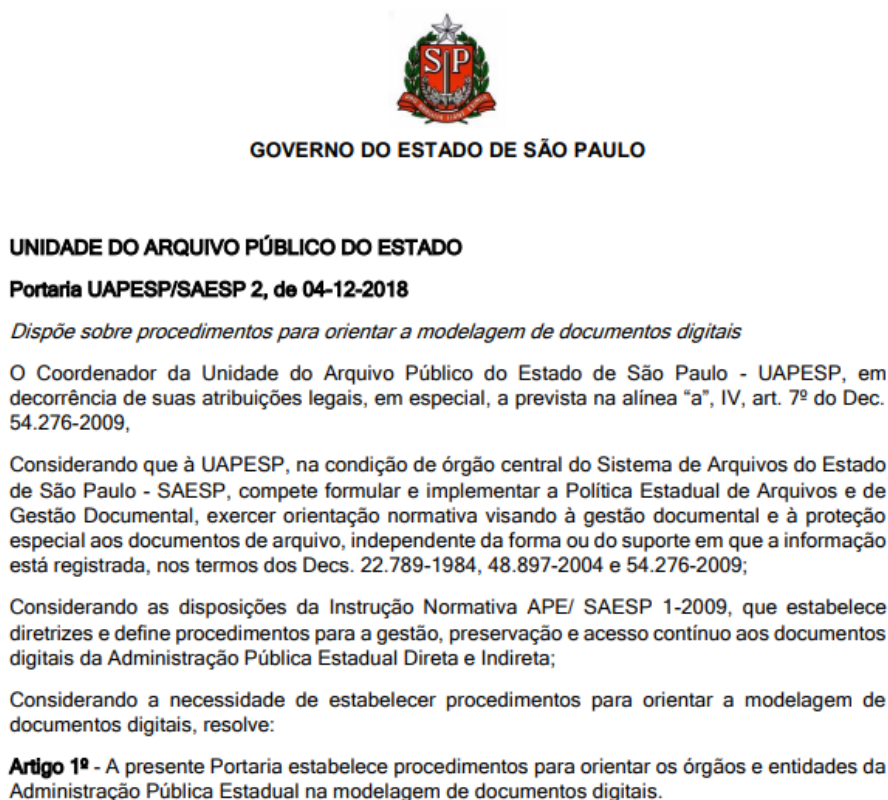 SP
GOVERNO DO ESTADO DE SÃO PAULO
UNIDADE DO ARQUIVO PÚBLICO DO ESTADO
Portaria UAPESP/SAESP 2, de 04-12-2018
Dispõe sobre procedimentos para orientar a modelagem de documentos digitais
O Coordenador da Unidade do Arquivo Público do Estado de São Paulo - UAPESP, em
decorrência de suas atribuições legais, em especial, a prevista na alínea “a”, IV, art. 7º do Dec.
54.276-2009,
Considerando que à UAPESP, na condição de órgão central do Sistema de Arquivos do Estado
de São Paulo - SAESP, compete formular e implementar a Política Estadual de Arquivos e de
Gestão Documental, exercer orientação normativa visando à gestão documental e à proteção
especial aos documentos de arquivo, independente da forma ou do suporte em que a informação
está registrada, nos termos dos Decs. 22.789-1984, 48.897-2004 e 54.276-2009;
Considerando as disposições da Instrução Normativa APE/ SAESP 1-2009, que estabelece
diretrizes e define procedimentos para a gestão, preservação e acesso contínuo aos documentos
digitais da Administração Pública Estadual Direta e Indireta;
Considerando a necessidade de estabelecer procedimentos para orientar a modelagem de
documentos digitais, resolve:
Artigo 1º - A presente Portaria estabelece procedimentos para orientar os órgãos e entidades da
Administração Pública Estadual na modelagem de documentos digitais.